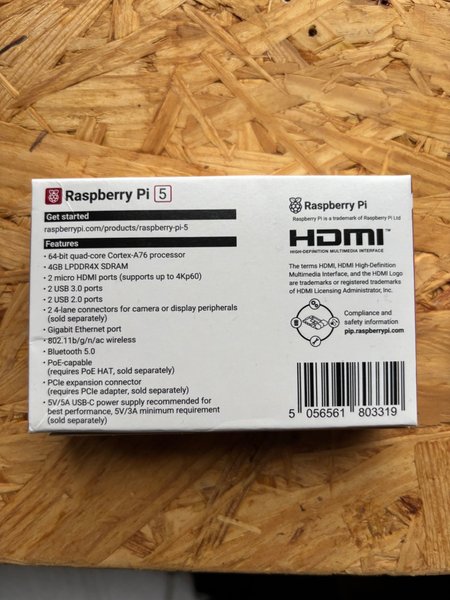 Raspberry Pi 5
Get started
raspberrypi.com/products/raspberry-pi-5
Features
• 64-bit quad-core Cortex-A76 processor
• 4GB LPDDR4X SDRAM
• 2 micro HDMI ports (supports up to 4Kp60)
• 2 USB 3.0 ports
• 2 USB 2.0 ports
• 2 4-lane connectors for camera or display peripherals
(sold separately)
• Gigabit Ethernet port
• 802.11b/g/n/ac wireless
• Bluetooth 5.0
• PoE-capable
(requires PoE HAT, sold separately)
• PCIe expansion connector
(requires PCIe adapter, sold separately)
• 5V/5A USB-C power supply recommended for
best performance, 5V/3A minimum requirement
(sold separately)
Raspberry Pi
Raspberry Pi is a trademark of Raspberry Pi Ltd
HDMI™
HIGH-DEFINITION MULTIMEDIA INTERFACE
The terms HDMI, HDMI High-Definition
Multimedia Interface, and the HDMI Logo
are trademarks or registered trademarks
of HDMI Licensing Administrator, Inc.
Compliance and
safety information
pip.raspberrypi.com
5 056561 803319